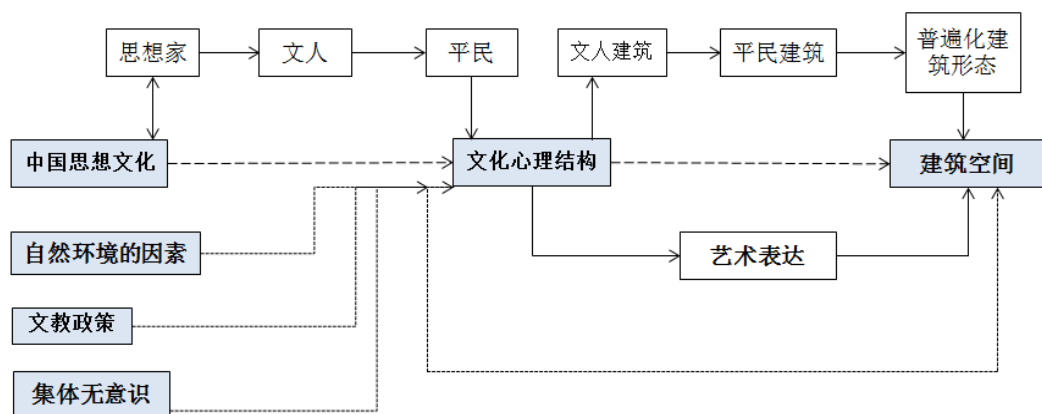 思想家
文人
平民
文人建筑
平民建筑
普遍化建
筑形态
中国思想文化
文化心理结构
建筑空间
自然环境的因素
艺术表达
文教政策
集体无意识